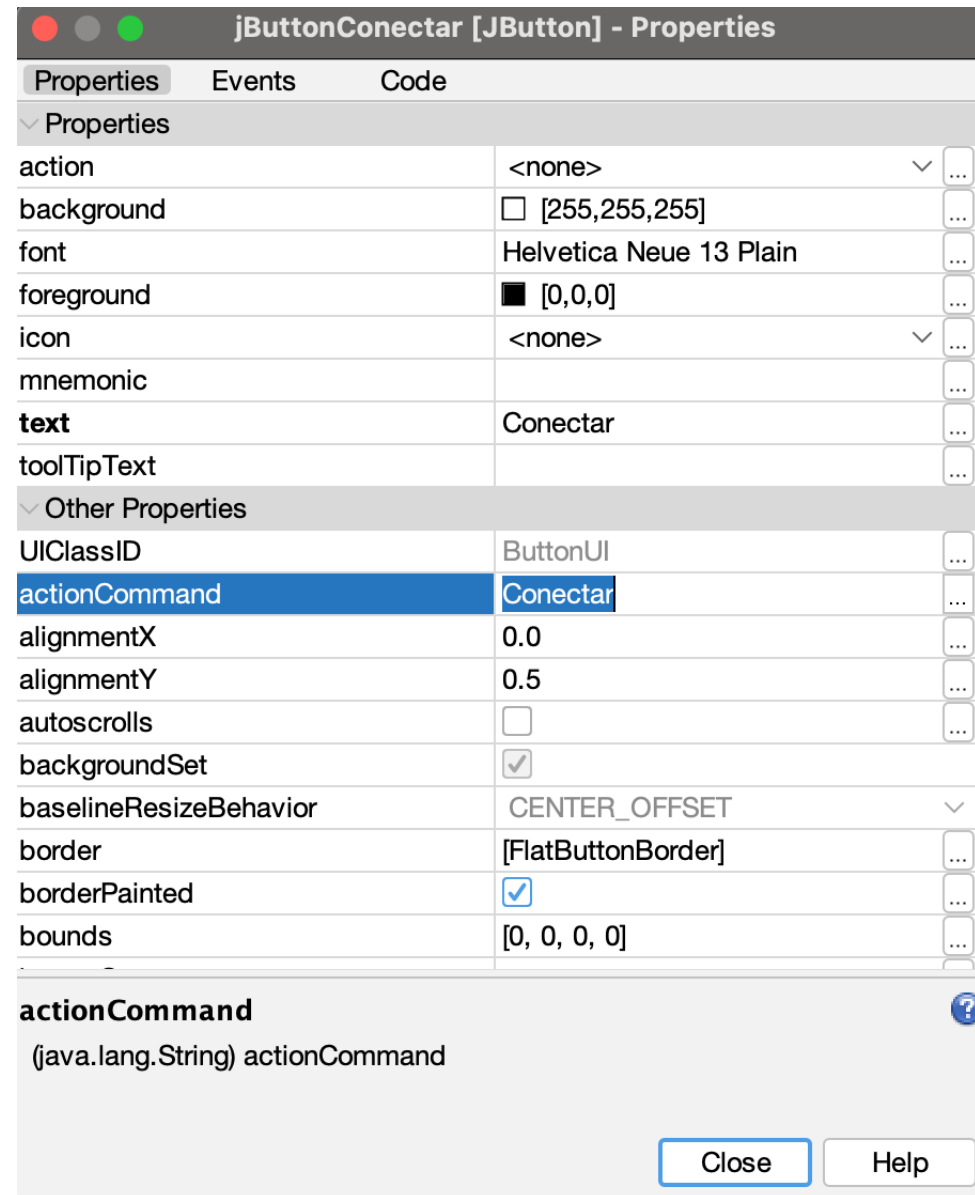 jButtonConectar [JButton] - Properties
Properties Events Code
Properties
action <none> ...
background [255,255,255] ...
font Helvetica Neue 13 Plain ...
foreground [0,0,0] ...
icon <none> ...
mnemonic ...
text Conectar ...
toolTipText ...
Other Properties
UIClassID ButtonUI ...
actionCommand Conectar ...
alignmentX 0.0 ...
alignmentY 0.5 ...
autoscrolls ...
backgroundSet
baselineResizeBehavior CENTER_OFFSET
border [FlatButtonBorder] ...
borderPainted ...
bounds [0, 0, 0, 0] ...
actionCommand ?
(java.lang.String) actionCommand
Close Help